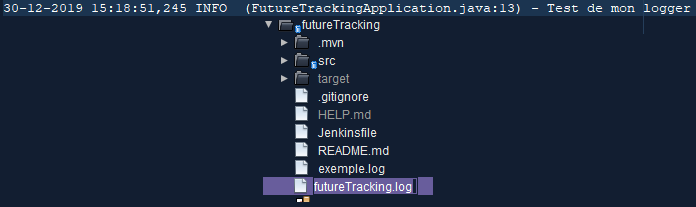 30-12-2019 15:18:51,245 INFO  (FutureTrackingApplication.java:13) - Test de mon logger
futureTracking
.mvn
src
target
.gitignore
HELP.md
Jenkinsfile
README.md
exemple.log
futureTracking.log